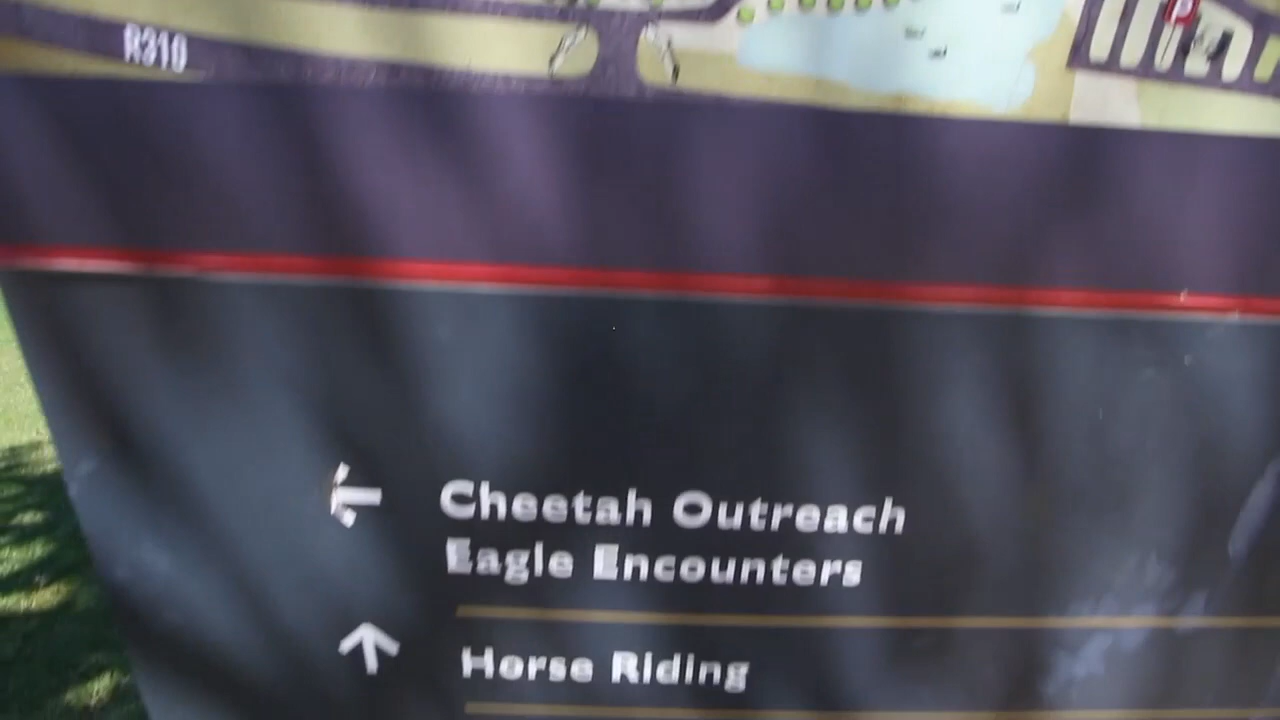 R310
P
Cheetah Outreach
Eagle Encounters
Horse Riding